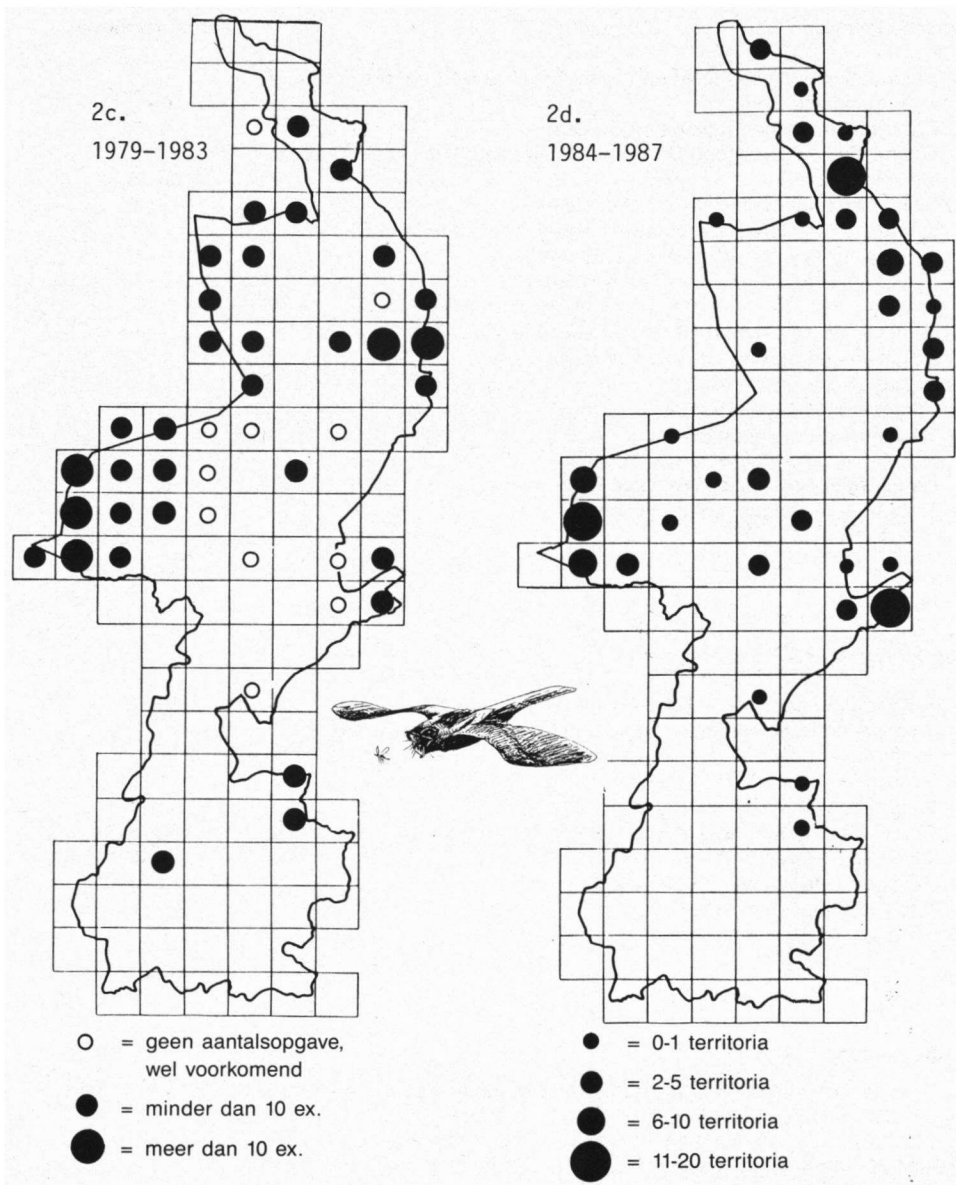 2c.
1979-1983
2d.
1984-1987
= geen aantalsopgave,
wel voorkomend
= minder dan 10 ex.
= meer dan 10 ex.
= 0-1 territoria
= 2-5 territoria
= 6-10 territoria
= 11-20 territoria